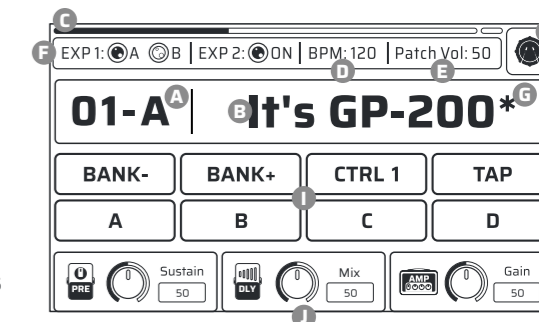 C
F EXP 1: A B EXP 2: ON BPM: 120 Patch Vol: 50
D E
01-A A B It's GP-200* G
BANK- BANK+ CTRL 1 TAP
I
A B C D
PRE Sustain 50 DLY Mix 50 AMP Gain 50
J